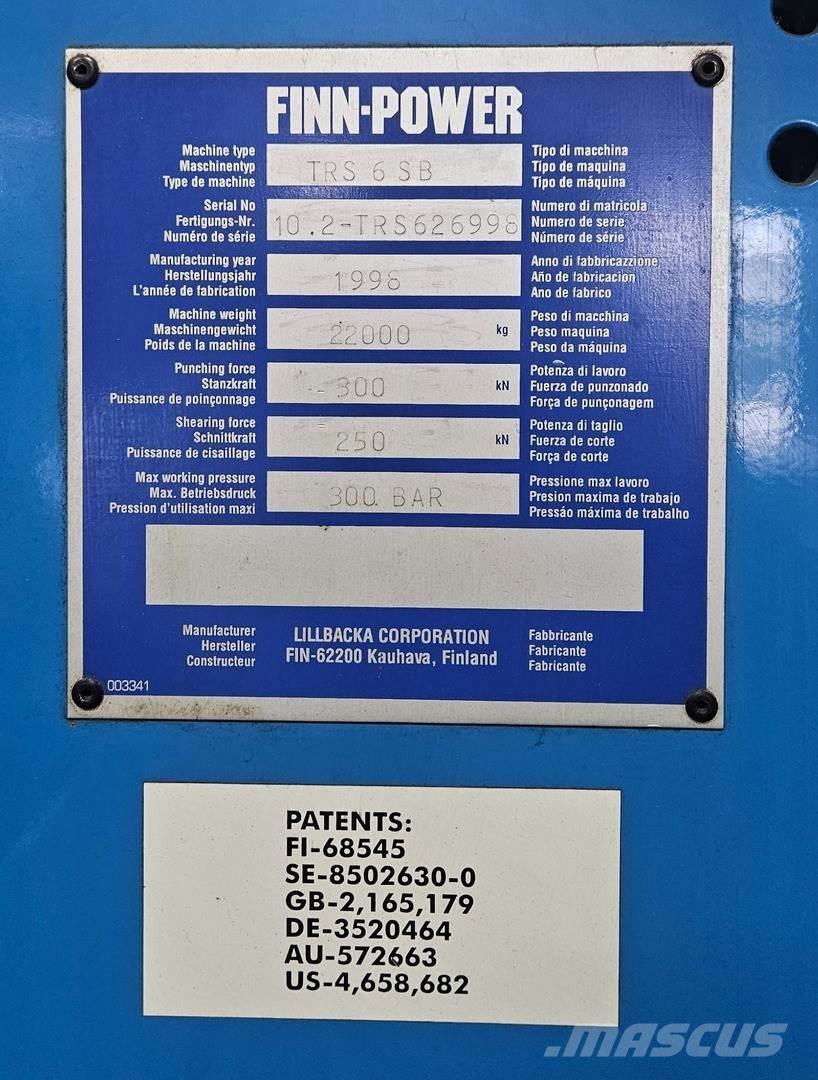 FINN-POWER
Machine type
Maschinentyp
Type de machine
TRS 6 SB
Tipo di macchina
Tipo de maquina
Tipo de máquina
Serial No
Fertigungs-Nr.
Numéro de série
10.2-TRS626998
Numero di matricola
Numero de serie
Número de série
Manufacturing year
Herstellungsjahr
L'année de fabrication
1998
Anno di fabbricazzione
Año de fabricacion
Ano de fabrico
Machine weight
Maschinengewicht
Poids de la machine
22000 kg
Peso di macchina
Peso maquina
Peso da máquina
Punching force
Stanzkraft
Puissance de poinçonnage
300 kN
Potenza di lavoro
Fuerza de punzonado
Força de punçonagem
Shearing force
Schnittkraft
Puissance de cisaillage
250 kN
Potenza di taglio
Fuerza de corte
Força de corte
Max working pressure
Max. Betriebsdruck
Pression d'utilisation maxi
300 BAR
Pressione max lavoro
Presion maxima de trabajo
Pressáo máxima de trabalho
Manufacturer
Hersteller
Constructeur
LILLBACKA CORPORATION
FIN-62200 Kauhava, Finland
Fabbricante
Fabricante
Fabricante
003341
PATENTS:
FI-68545
SE-8502630-0
GB-2,165,179
DE-3520464
AU-572663
US-4,658,682
MASCUS